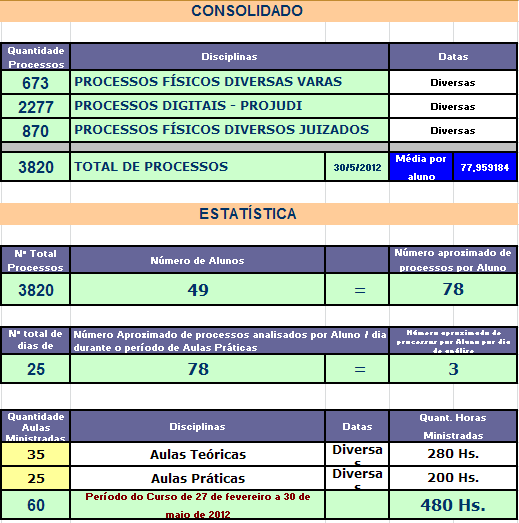 CONSOLIDADO
Quantidade Processos Disciplinas Datas
673 PROCESSOS FÍSICOS DIVERSAS VARAS Diversas
2277 PROCESSOS DIGITAIS - PROJUDI Diversas
870 PROCESSOS FÍSICOS DIVERSOS JUIZADOS Diversas
3820 TOTAL DE PROCESSOS 30/5/2012 Média por aluno 77,959184
ESTATÍSTICA
Nº Total Processos Número de Alunos Número aproximado de processos por Aluno
3820 49 = 78
Nº total de dias de Número Aproximado de processos analisados por Aluno / dia durante o período de Aulas Práticas Número aproximado de processos por Aluno por dia de análise
25 78 = 3
Quantidade Aulas Ministradas Disciplinas Datas Quant. Horas Ministradas
35 Aulas Teóricas Diversas 280 Hs.
25 Aulas Práticas Diversas 200 Hs.
60 Período do Curso de 27 de fevereiro a 30 de maio de 2012 480 Hs.